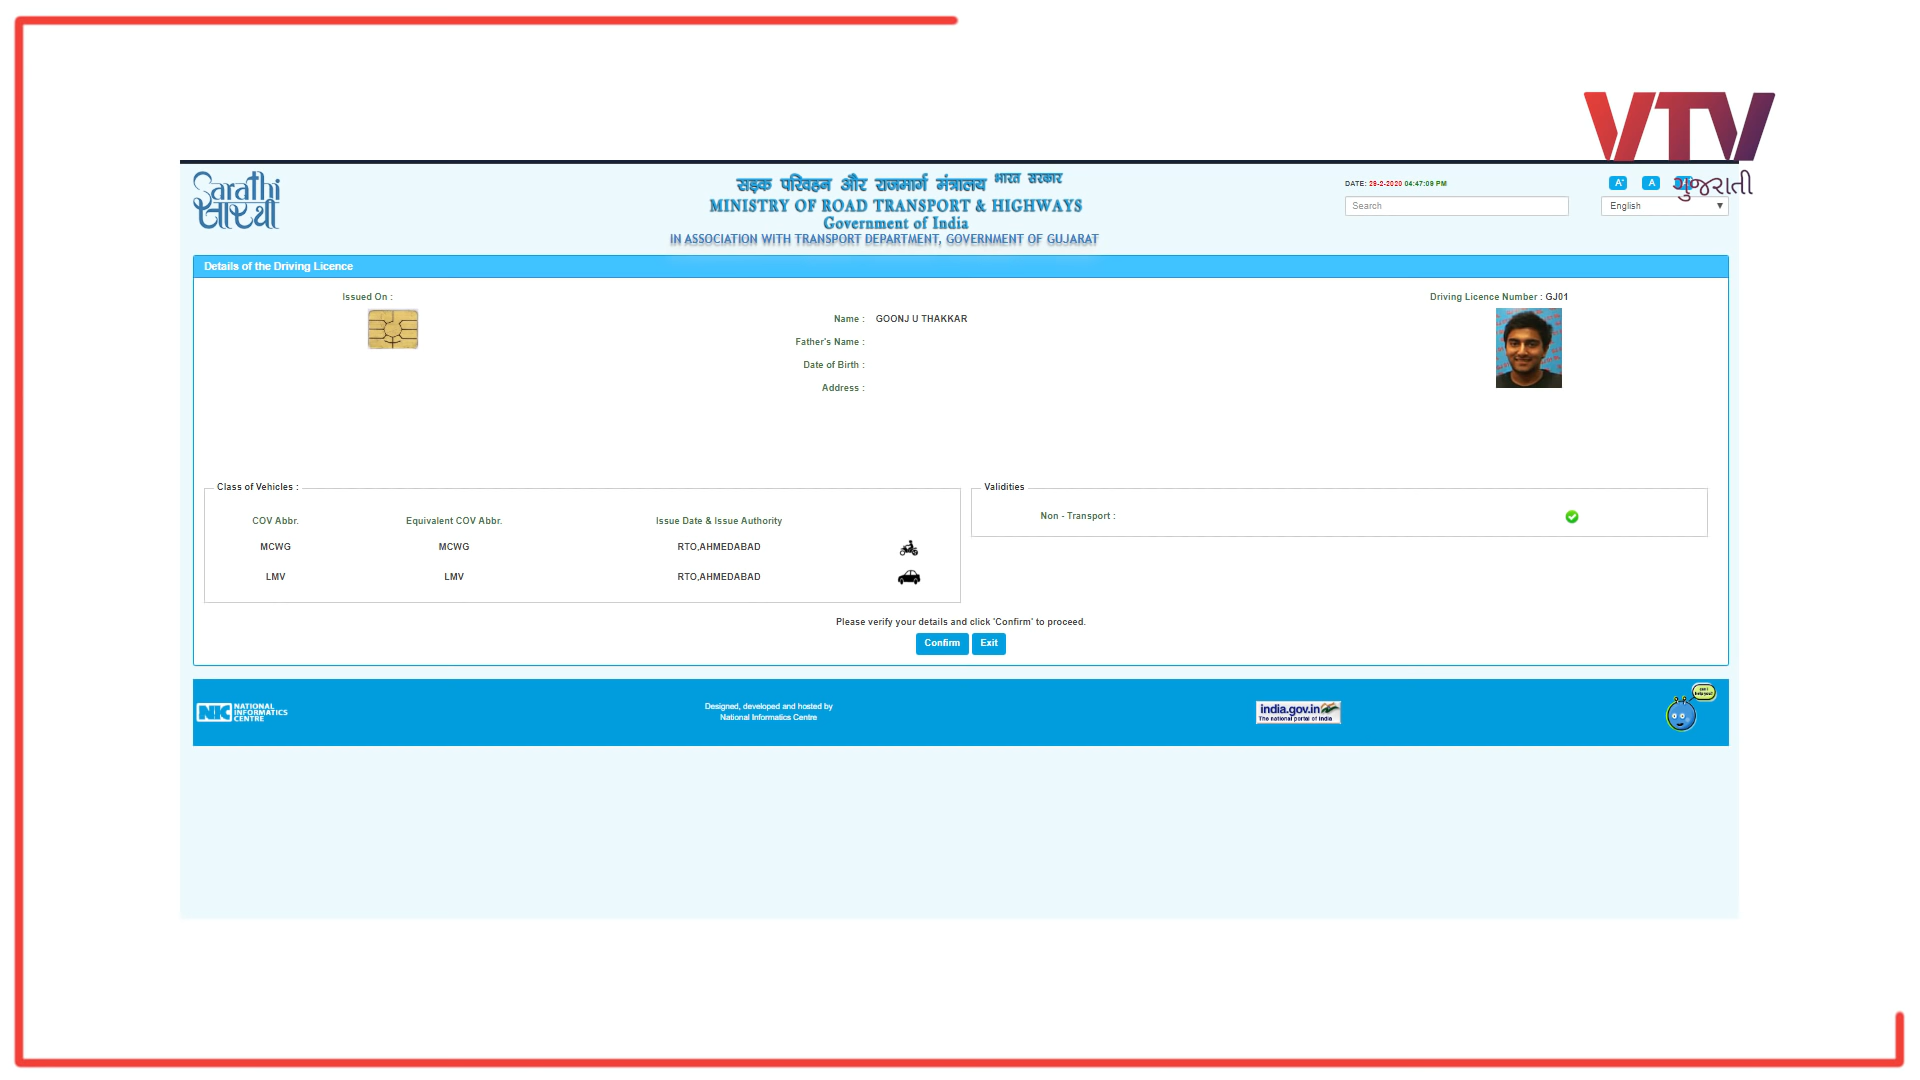 VTV
ગુજરાતી
Sarathi
सड़क परिवहन और राजमार्ग मंत्रालय भारत सरकार
MINISTRY OF ROAD TRANSPORT & HIGHWAYS
Government of India
IN ASSOCIATION WITH TRANSPORT DEPARTMENT, GOVERNMENT OF GUJARAT
DATE: 29-2-2020 04:47:09 PM
A+ A
Search
English
Details of the Driving Licence
Issued On :
Driving Licence Number : GJ01
Name : GOONJ U THAKKAR
Father's Name :
Date of Birth :
Address :
Class of Vehicles :
COV Abbr. Equivalent COV Abbr. Issue Date & Issue Authority
MCWG MCWG RTO,AHMEDABAD
LMV LMV RTO,AHMEDABAD
Validities
Non - Transport :
Please verify your details and click 'Confirm' to proceed.
Confirm Exit
NIC NATIONAL
INFORMATICS
CENTRE
Designed, developed and hosted by
National Informatics Centre
india.gov.in
The national portal of India